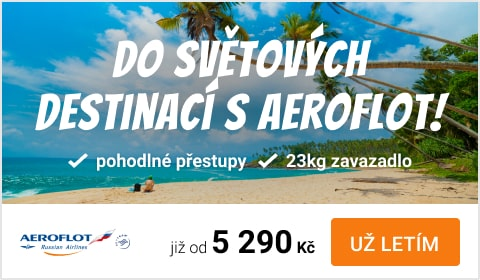 DO SVĚTOVÝCH
DESTINACÍ S AEROFLOT!
pohodlné přestupy 23kg zavazadlo
AEROFLOT
Russian Airlines
již od 5 290 Kč
UŽ LETÍM